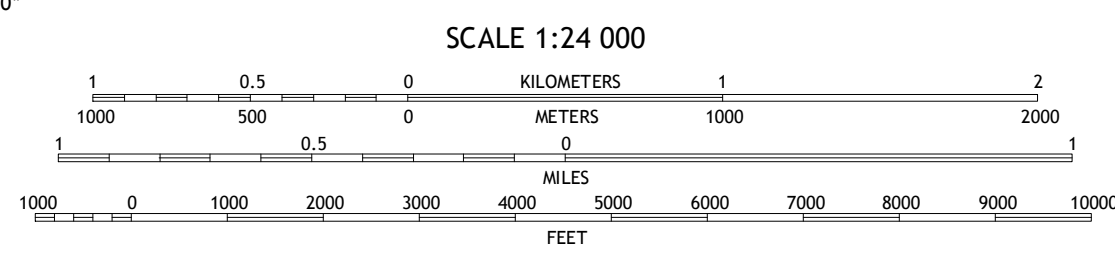 0"
SCALE 1:24 000
1 0.5 0 KILOMETERS 1 2
1000 500 0 METERS 1000 2000
1 0.5 0 1
MILES
1000 0 1000 2000 3000 4000 5000 6000 7000 8000 9000 10000
FEET